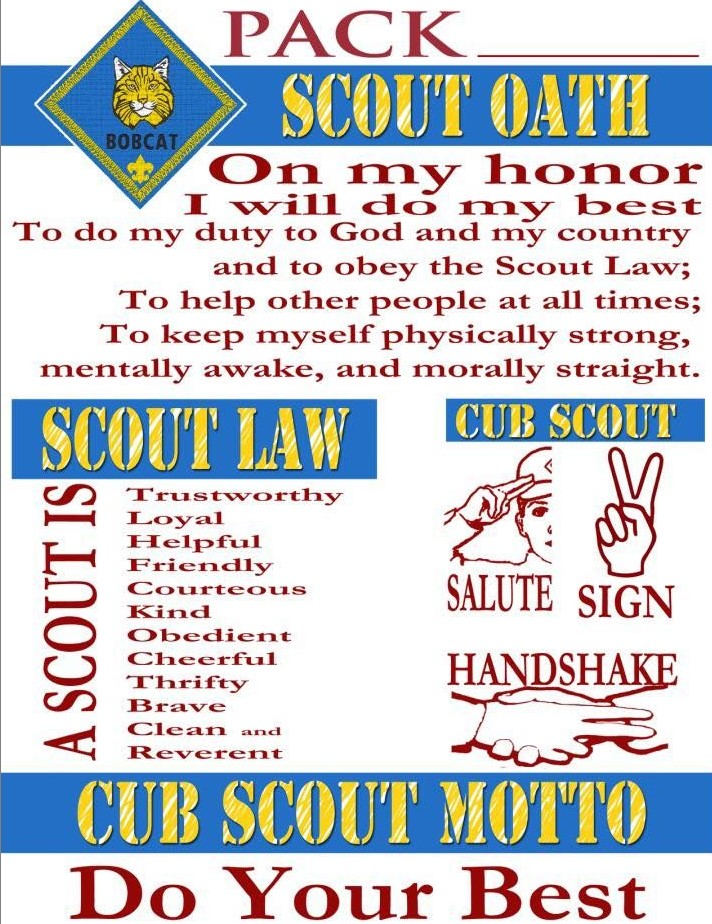 PACK
BOBCAT
SCOUT OATH
On my honor
I will do my best
To do my duty to God and my country
and to obey the Scout Law;
To help other people at all times;
To keep myself physically strong,
mentally awake, and morally straight.
SCOUT LAW
A SCOUT IS
Trustworthy
Loyal
Helpful
Friendly
Courteous
Kind
Obedient
Cheerful
Thrifty
Brave
Clean and
Reverent
CUB SCOUT
SALUTE
SIGN
HANDSHAKE
CUB SCOUT MOTTO
Do Your Best